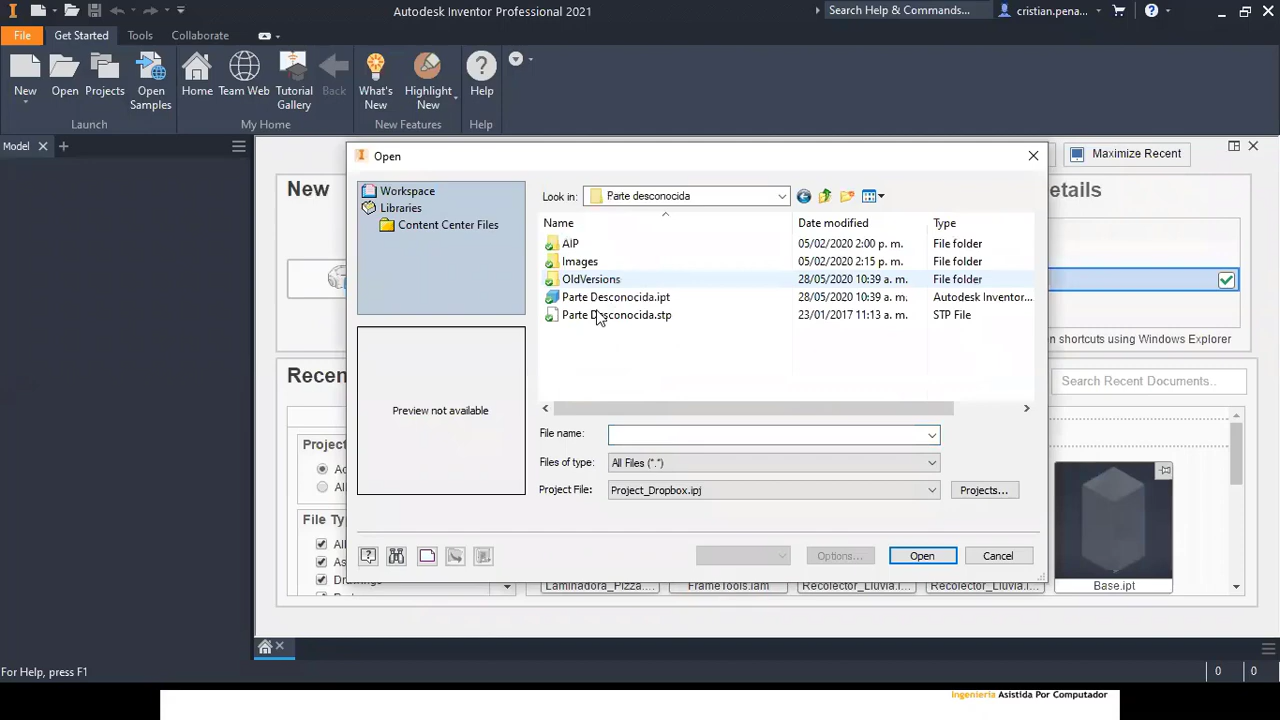 Autodesk Inventor Professional 2021
Search Help & Commands...
cristian.pena...
File
Get Started
Tools
Collaborate
New
Open
Projects
Open Samples
Home
Team Web
Tutorial Gallery
Back
What's New
Highlight New
Help
Launch
My Home
New Features
Help
Model
Maximize Recent
New
etails
Open
Workspace
Libraries
Content Center Files
Look in:
Parte desconocida
Name
Date modified
Type
AIP
05/02/2020 2:00 p. m.
File folder
Images
05/02/2020 2:15 p. m.
File folder
OldVersions
28/05/2020 10:39 a. m.
File folder
Parte Desconocida.ipt
28/05/2020 10:39 a. m.
Autodesk Inventor...
Parte Desconocida.stp
23/01/2017 11:13 a. m.
STP File
n shortcuts using Windows Explorer
Recen
Search Recent Documents..
Preview not available
File name:
Files of type:
All Files (*.*)
Project File:
Project_Dropbox.ipj
Projects...
Project
Ac
Al
File Ty
All
As
Options...
Open
Cancel
Laminadora_Pizza....
FrameTools.iam
Recolector_Lluvia.i...
Recolector_Lluvia.i...
Base.ipt
For Help, press F1
0
0
Ingeniería Asistida Por Computador